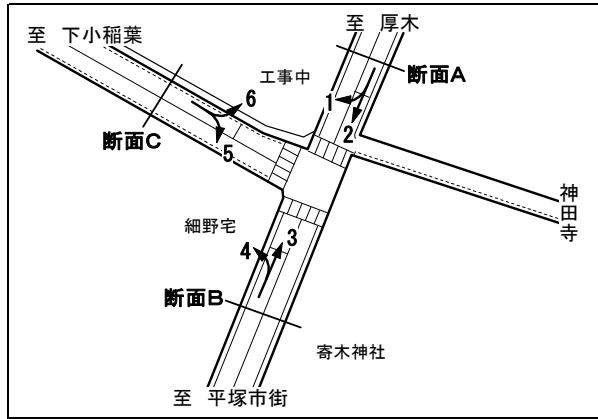 至 厚木
至 下小稲葉
工事中
断面A
1
6
2
断面C
5
神田寺
細野宅
4
3
断面B
寄木神社
至 平塚市街